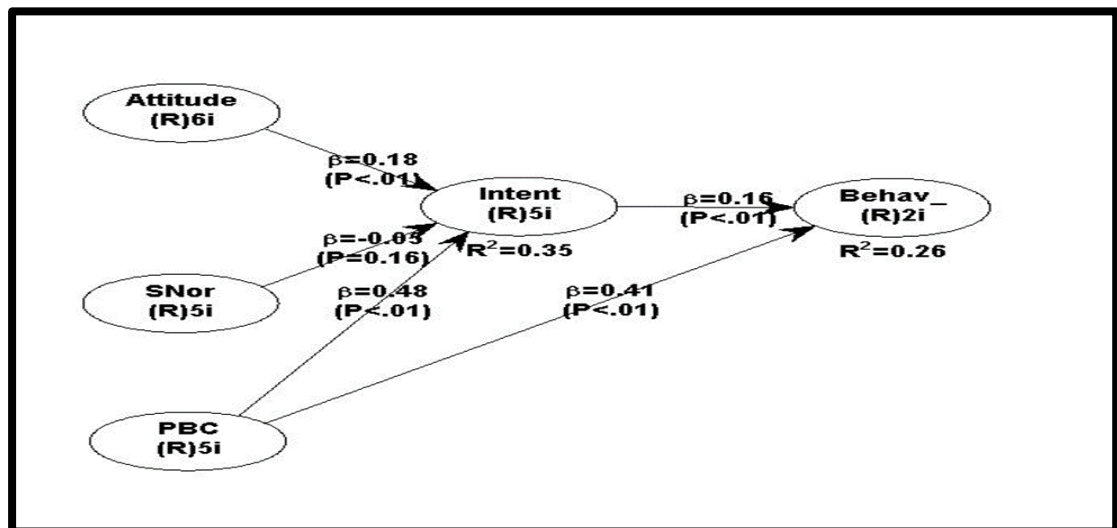 Attitude
(R)6i
β=0.18
(P<.01)
Intent
(R)5i
R²=0.35
β=0.16
(P<.01)
Behav_
(R)2i
R²=0.26
β=-0.05
(P=0.16)
SNor
(R)5i
β=0.48
(P<.01)
β=0.41
(P<.01)
PBC
(R)5i